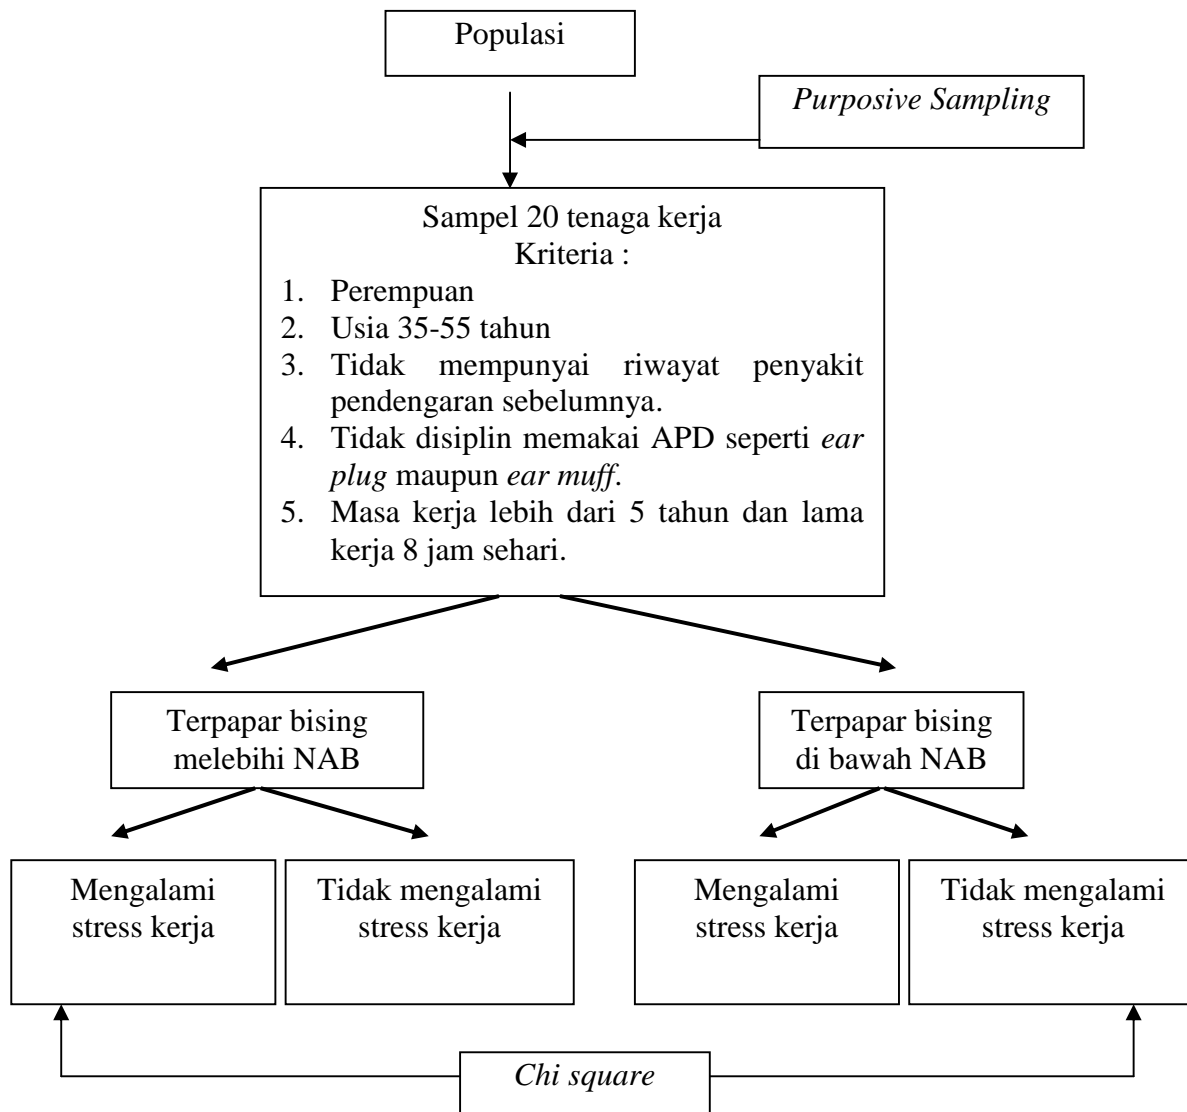 Populasi
Purposive Sampling
Sampel 20 tenaga kerja
Kriteria :
1. Perempuan
2. Usia 35-55 tahun
3. Tidak mempunyai riwayat penyakit
pendengaran sebelumnya.
4. Tidak disiplin memakai APD seperti ear
plug maupun ear muff.
5. Masa kerja lebih dari 5 tahun dan lama
kerja 8 jam sehari.
Terpapar bising
melebihi NAB
Terpapar bising
di bawah NAB
Mengalami
stress kerja
Tidak mengalami
stress kerja
Mengalami
stress kerja
Tidak mengalami
stress kerja
Chi square